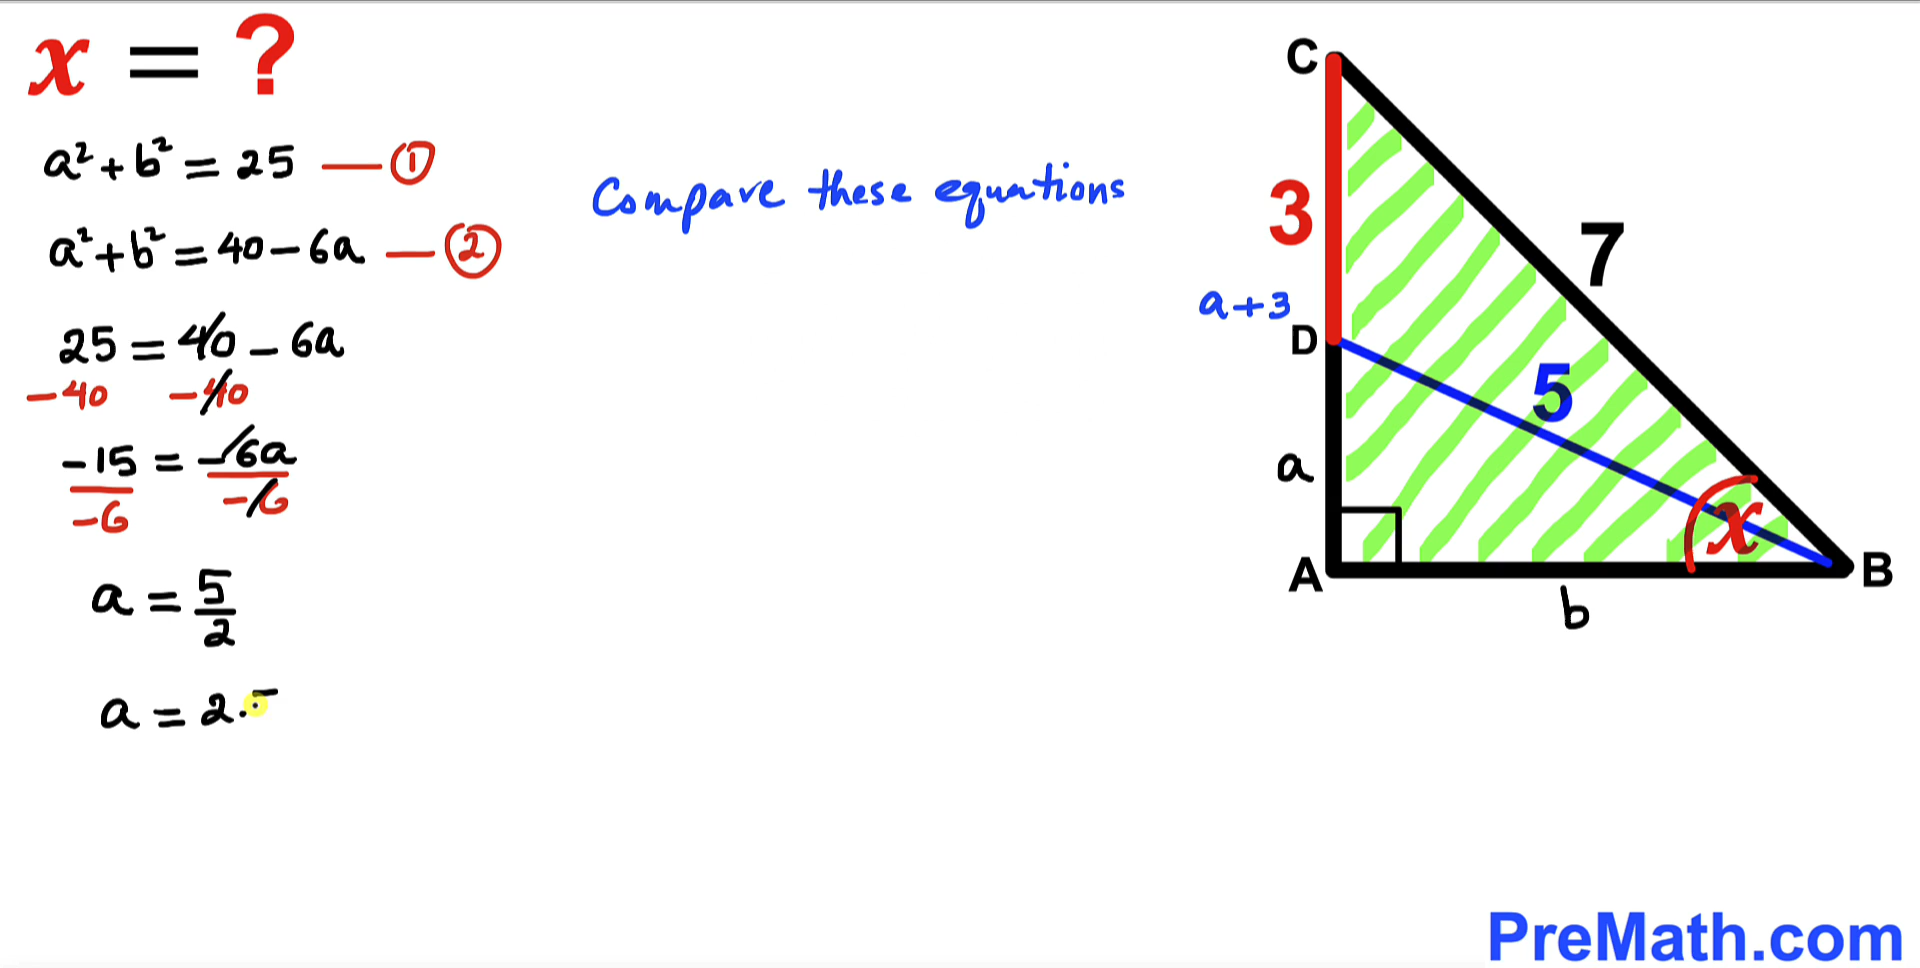 x = ?
a² + b² = 25 — ①
a² + b² = 40 – 6a — ②
25 = 40 – 6a
–40 –40
–15 = –6a
–6 –6
a = 5/2
a = 2.5
Compare these equations
C
3
7
a + 3
D
5
a
x
A
B
b
PreMath.com